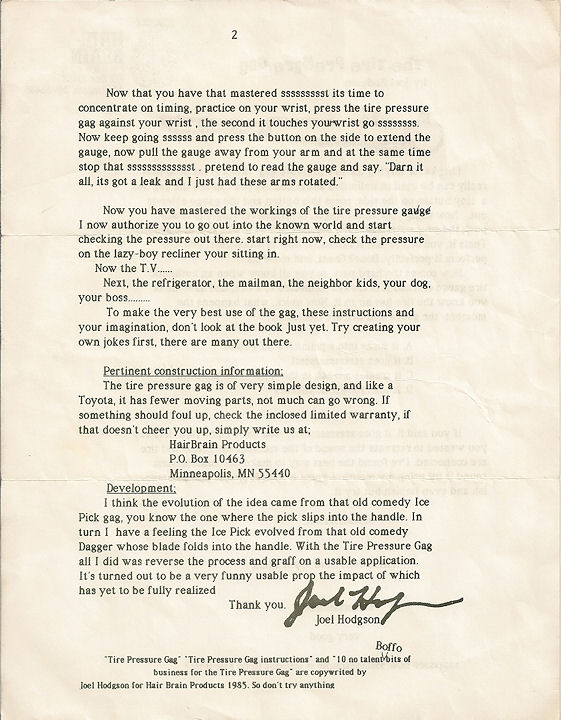 2
Now that you have that mastered ssssssssst its time to
concentrate on timing, practice on your wrist, press the tire pressure
gag against your wrist , the second it touches yourwrist go ssssssss.
Now keep going ssssss and press the button on the side to extend the
gauge, now pull the gauge away from your arm and at the same time
stop that sssssssssssssst . pretend to read the gauge and say. "Darn it
all, its got a leak and I just had these arms rotated."
Now you have mastered the workings of the tire pressure gauge
I now authorize you to go out into the known world and start
checking the pressure out there. start right now, check the pressure
on the lazy-boy recliner your sitting in.
Now the T.V.....
Next, the refrigerator, the mailman, the neighbor kids, your dog,
your boss.........
To make the very best use of the gag, these instructions and
your imagination, don't look at the book Just yet. Try creating your
own jokes first, there are many out there.
Pertinent construction information:
The tire pressure gag is of very simple design, and like a
Toyota, it has fewer moving parts, not much can go wrong. If
something should foul up, check the inclosed limited warranty, if
that doesn't cheer you up, simply write us at;
HairBrain Products
P.O. Box 10463
Minneapolis, MN 55440
Development:
I think the evolution of the idea came from that old comedy Ice
Pick gag, you know the one where the pick slips into the handle. In
turn I have a feeling the Ice Pick evolved from that old comedy
Dagger whose blade folds into the handle. With the Tire Pressure Gag
all I did was reverse the process and graff on a usable application.
It's turned out to be a very funny usable prop the impact of which
has yet to be fully realized
Thank you. Joel Hodgson
Joel Hodgson
Boffo
"Tire Pressure Gag" "Tire Pressure Gag instructions" and "10 no talent bits of
business for the Tire Pressure Gag" are copywrited by
Joel Hodgson for Hair Brain Products 1985. So don't try anything